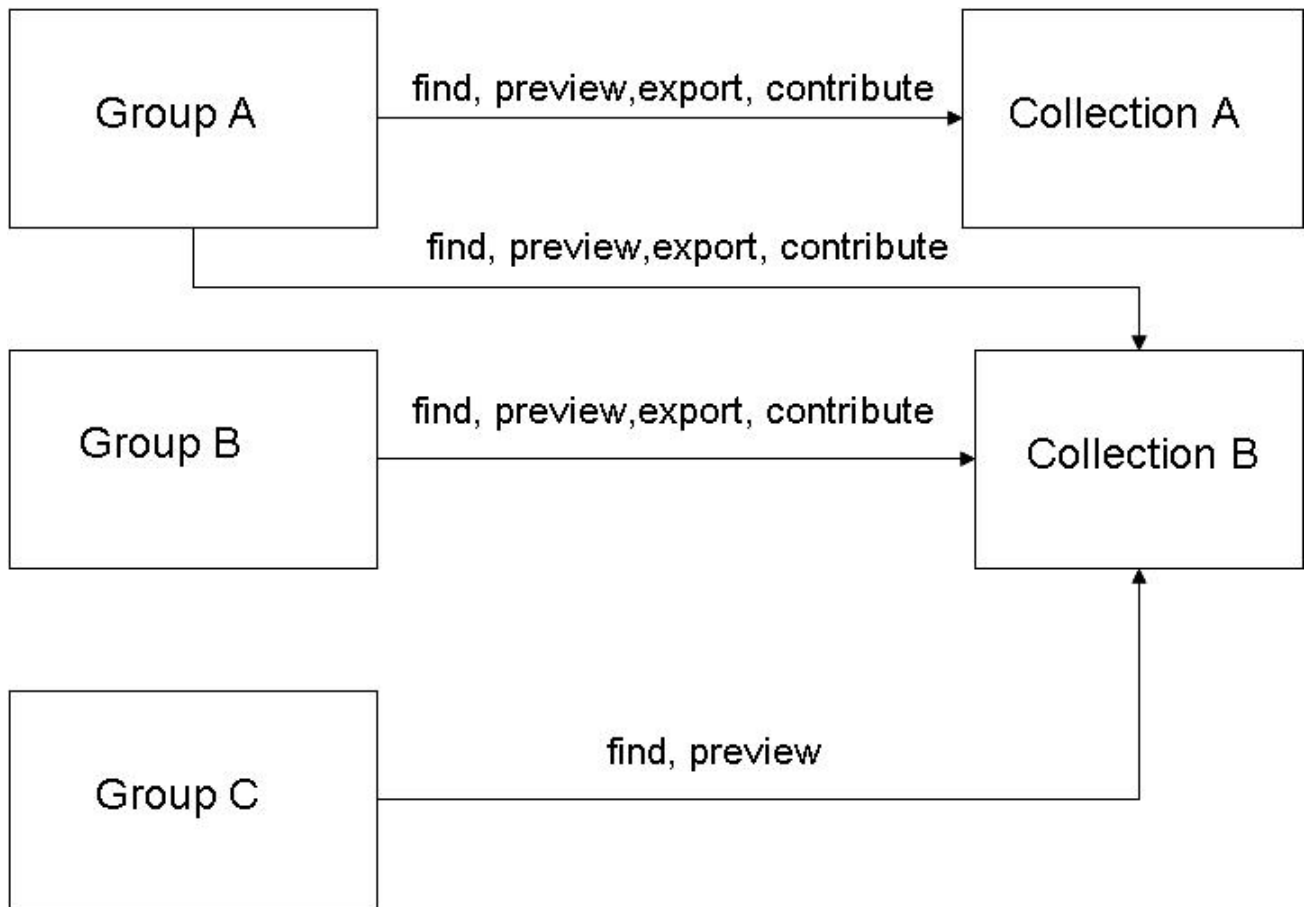 Group A
find, preview,export, contribute
Collection A
find, preview,export, contribute
Group B
find, preview,export, contribute
Collection B
Group C
find, preview